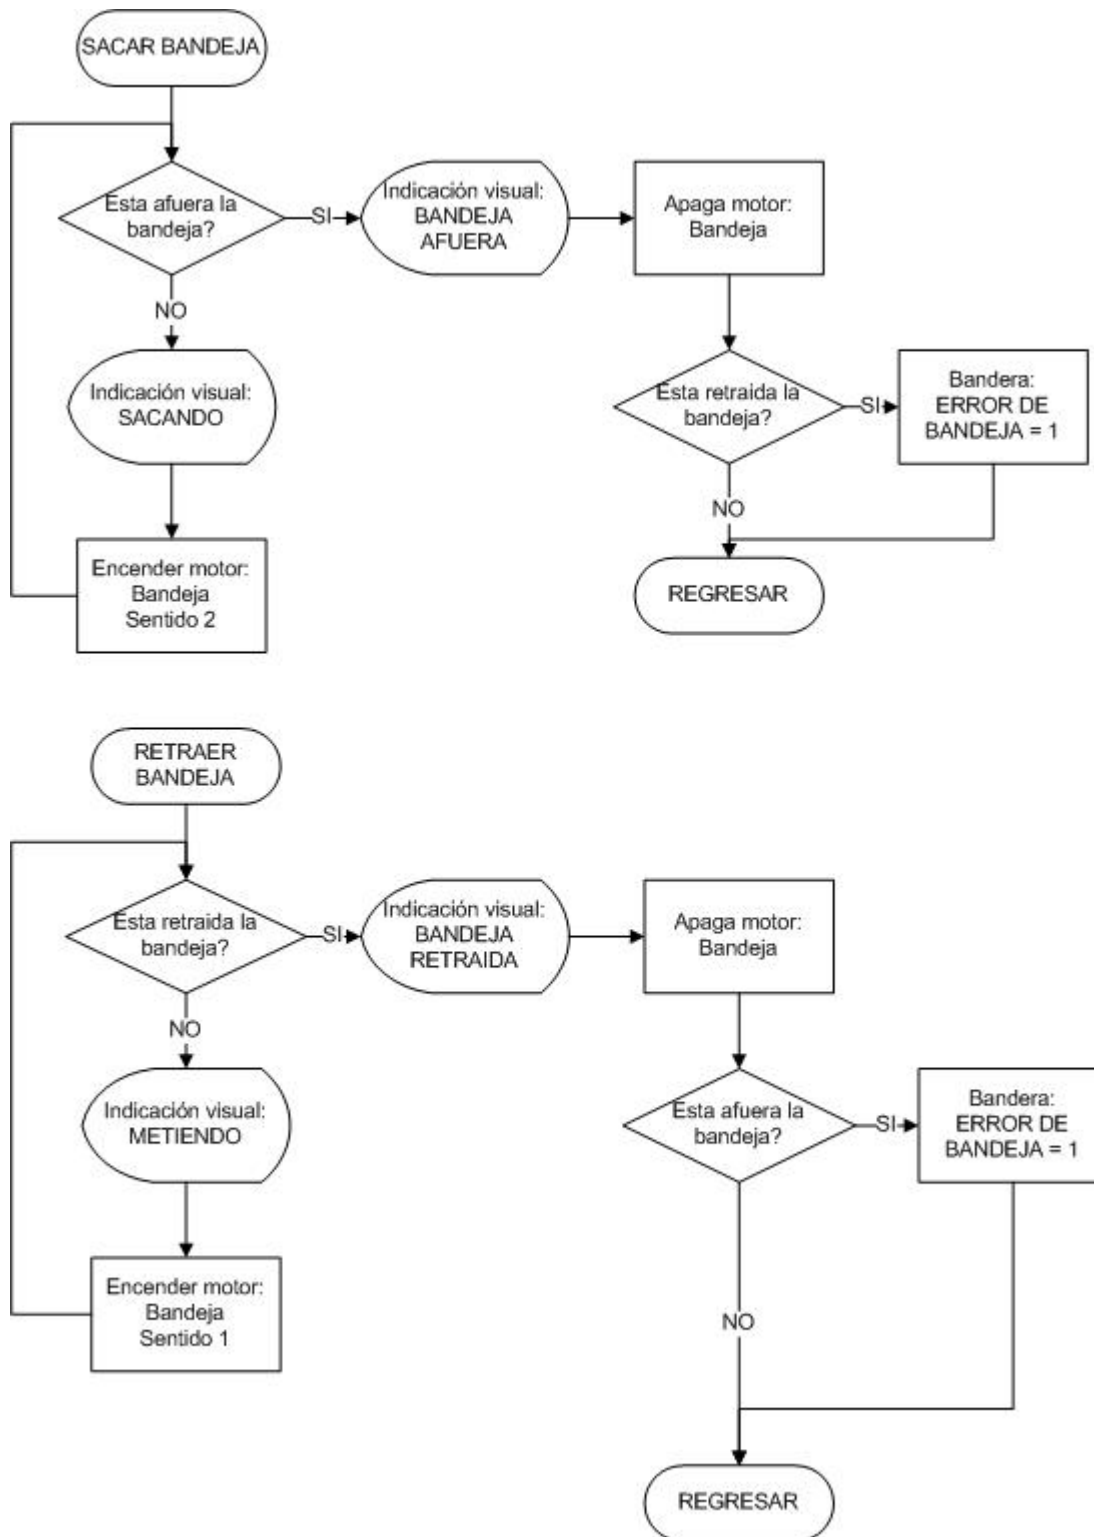 SACAR BANDEJA
Esta afuera la
bandeja?
SI
Indicación visual:
BANDEJA
AFUERA
Apaga motor:
Bandeja
NO
Indicación visual:
SACANDO
Esta retraida la
bandeja?
SI
Bandera:
ERROR DE
BANDEJA = 1
NO
Encender motor:
Bandeja
Sentido 2
REGRESAR
RETRAER
BANDEJA
Esta retraida la
bandeja?
SI
Indicación visual:
BANDEJA
RETRAIDA
Apaga motor:
Bandeja
NO
Indicación visual:
METIENDO
Esta afuera la
bandeja?
SI
Bandera:
ERROR DE
BANDEJA = 1
Encender motor:
Bandeja
Sentido 1
NO
REGRESAR